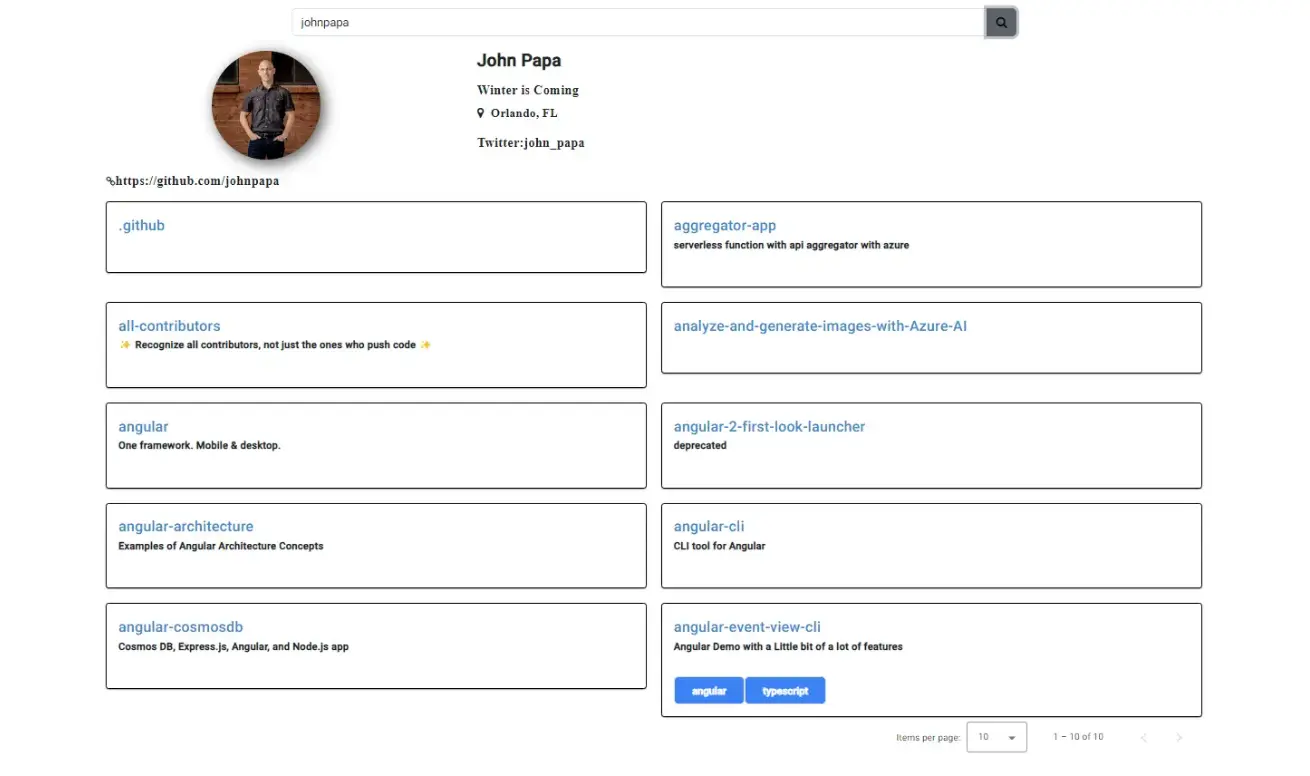 johnpapa
John Papa
Winter is Coming
Orlando, FL
Twitter:john_papa
https://github.com/johnpapa
.github
aggregator-app
serverless function with api aggregator with azure
all-contributors
✨ Recognize all contributors, not just the ones who push code ✨
analyze-and-generate-images-with-Azure-AI
angular
One framework. Mobile & desktop.
angular-2-first-look-launcher
deprecated
angular-architecture
Examples of Angular Architecture Concepts
angular-cli
CLI tool for Angular
angular-cosmosdb
Cosmos DB, Express.js, Angular, and Node.js app
angular-event-view-cli
Angular Demo with a Little bit of a lot of features
angular typescript
Items per page: 10 1 – 10 of 10